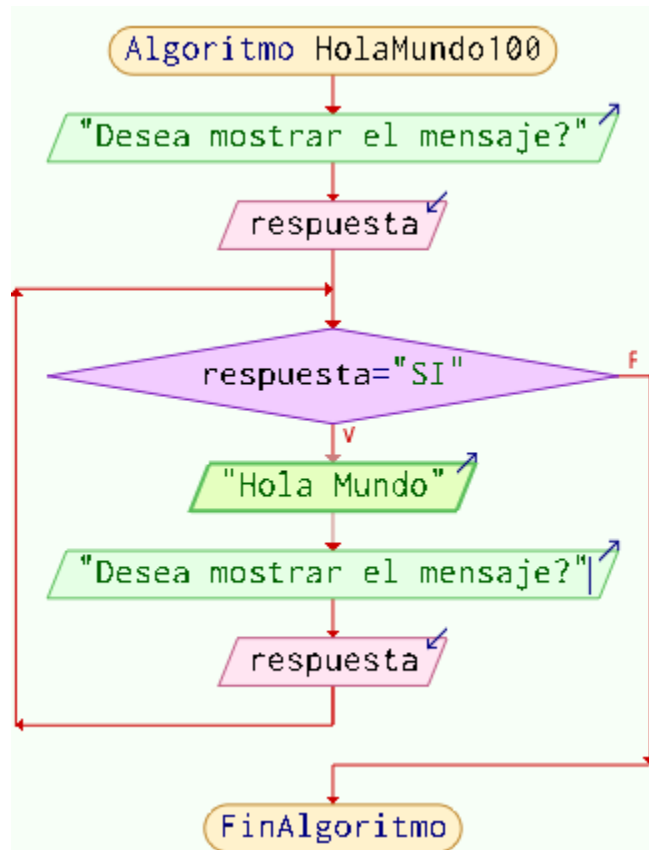 Algoritmo HolaMundo100
"Desea mostrar el mensaje?"
respuesta
respuesta="SI"
F
V
"Hola Mundo"
"Desea mostrar el mensaje?"
respuesta
FinAlgoritmo